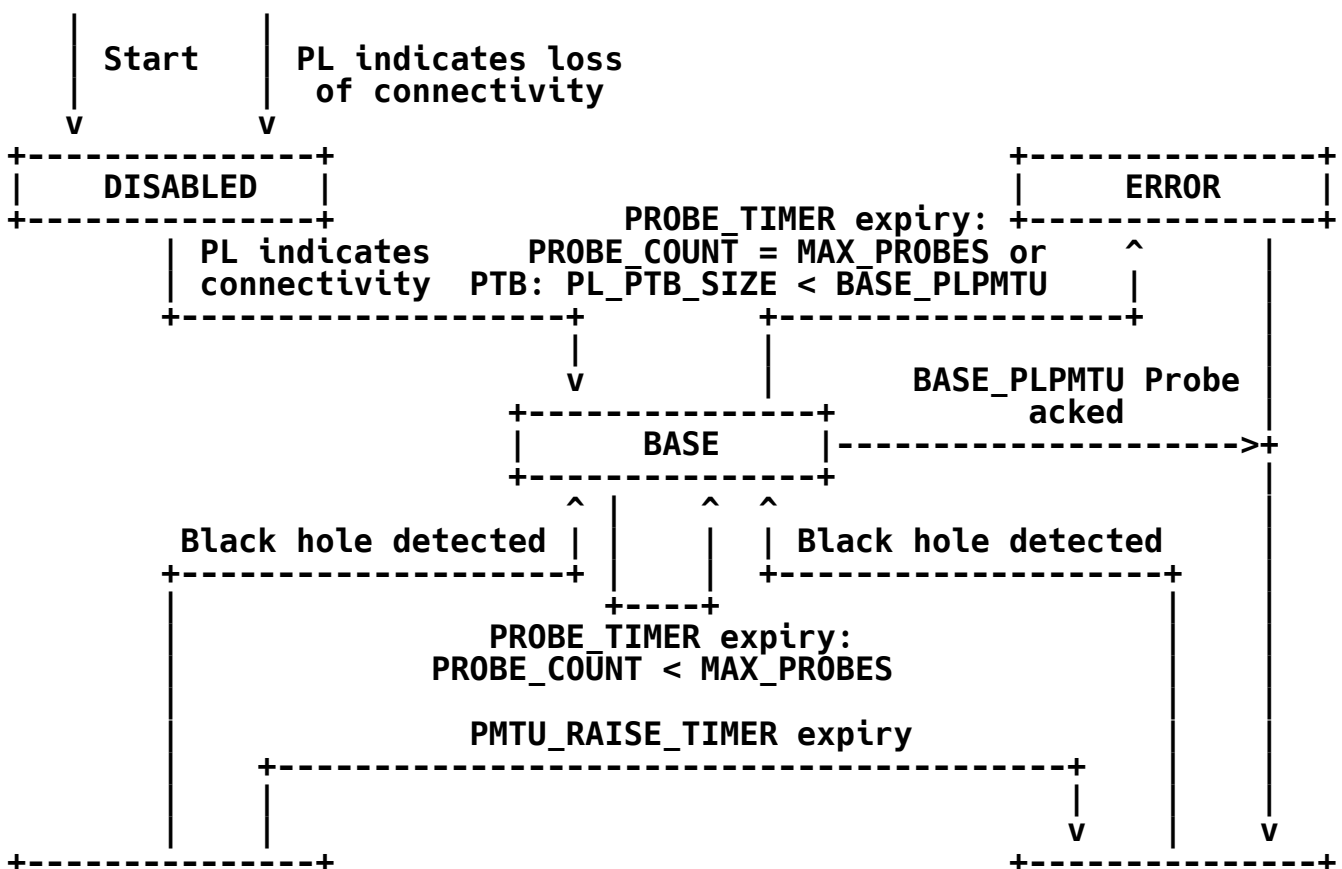 Start PL indicates loss
of connectivity
DISABLED ERROR
PROBE_TIMER expiry:
PL indicates PROBE_COUNT = MAX_PROBES or
connectivity PTB: PL_PTB_SIZE < BASE_PLPMTU
BASE_PLPMTU Probe
acked
BASE
Black hole detected Black hole detected
PROBE_TIMER expiry:
PROBE_COUNT < MAX_PROBES
PMTU_RAISE_TIMER expiry